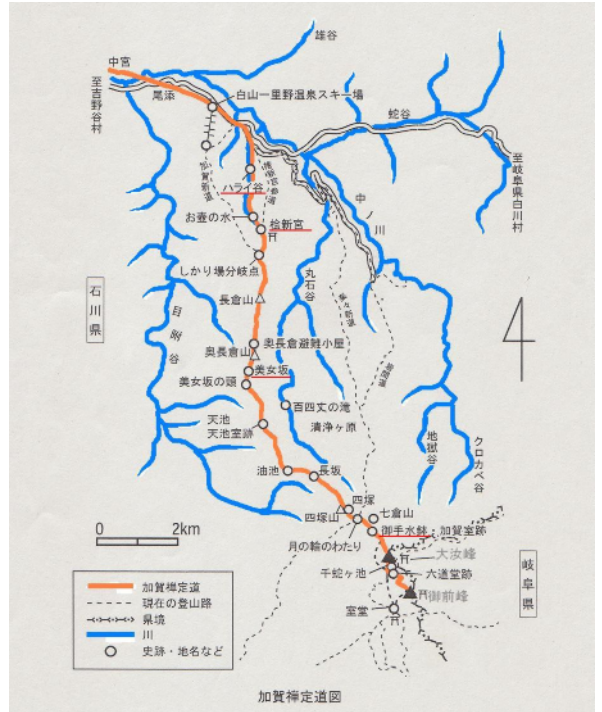 中宮
雄谷
至吉野谷村
尾添
白山一里野温泉スキー場
蛇谷
至岐阜県白川村
加賀新道
ハライ谷
中ノ川
お壺の水
桧新宮
しかり場分岐点
丸石谷
石川県
長倉山
目附谷
奥長倉避難小屋
奥長倉山
美女坂
美女坂の頭
百四丈の滝
天池
天池室跡
清浄ヶ原
地獄谷
クロカベ谷
油池
長坂
四塚
七倉山
四塚山
御手水鉢・加賀室跡
0
2km
月の輪のわたり
大汝峰
千蛇ヶ池
六道堂跡
岐阜県
御前峰
室堂
加賀禅定道
現在の登山路
県境
川
史跡・地名など
加賀禅定道図